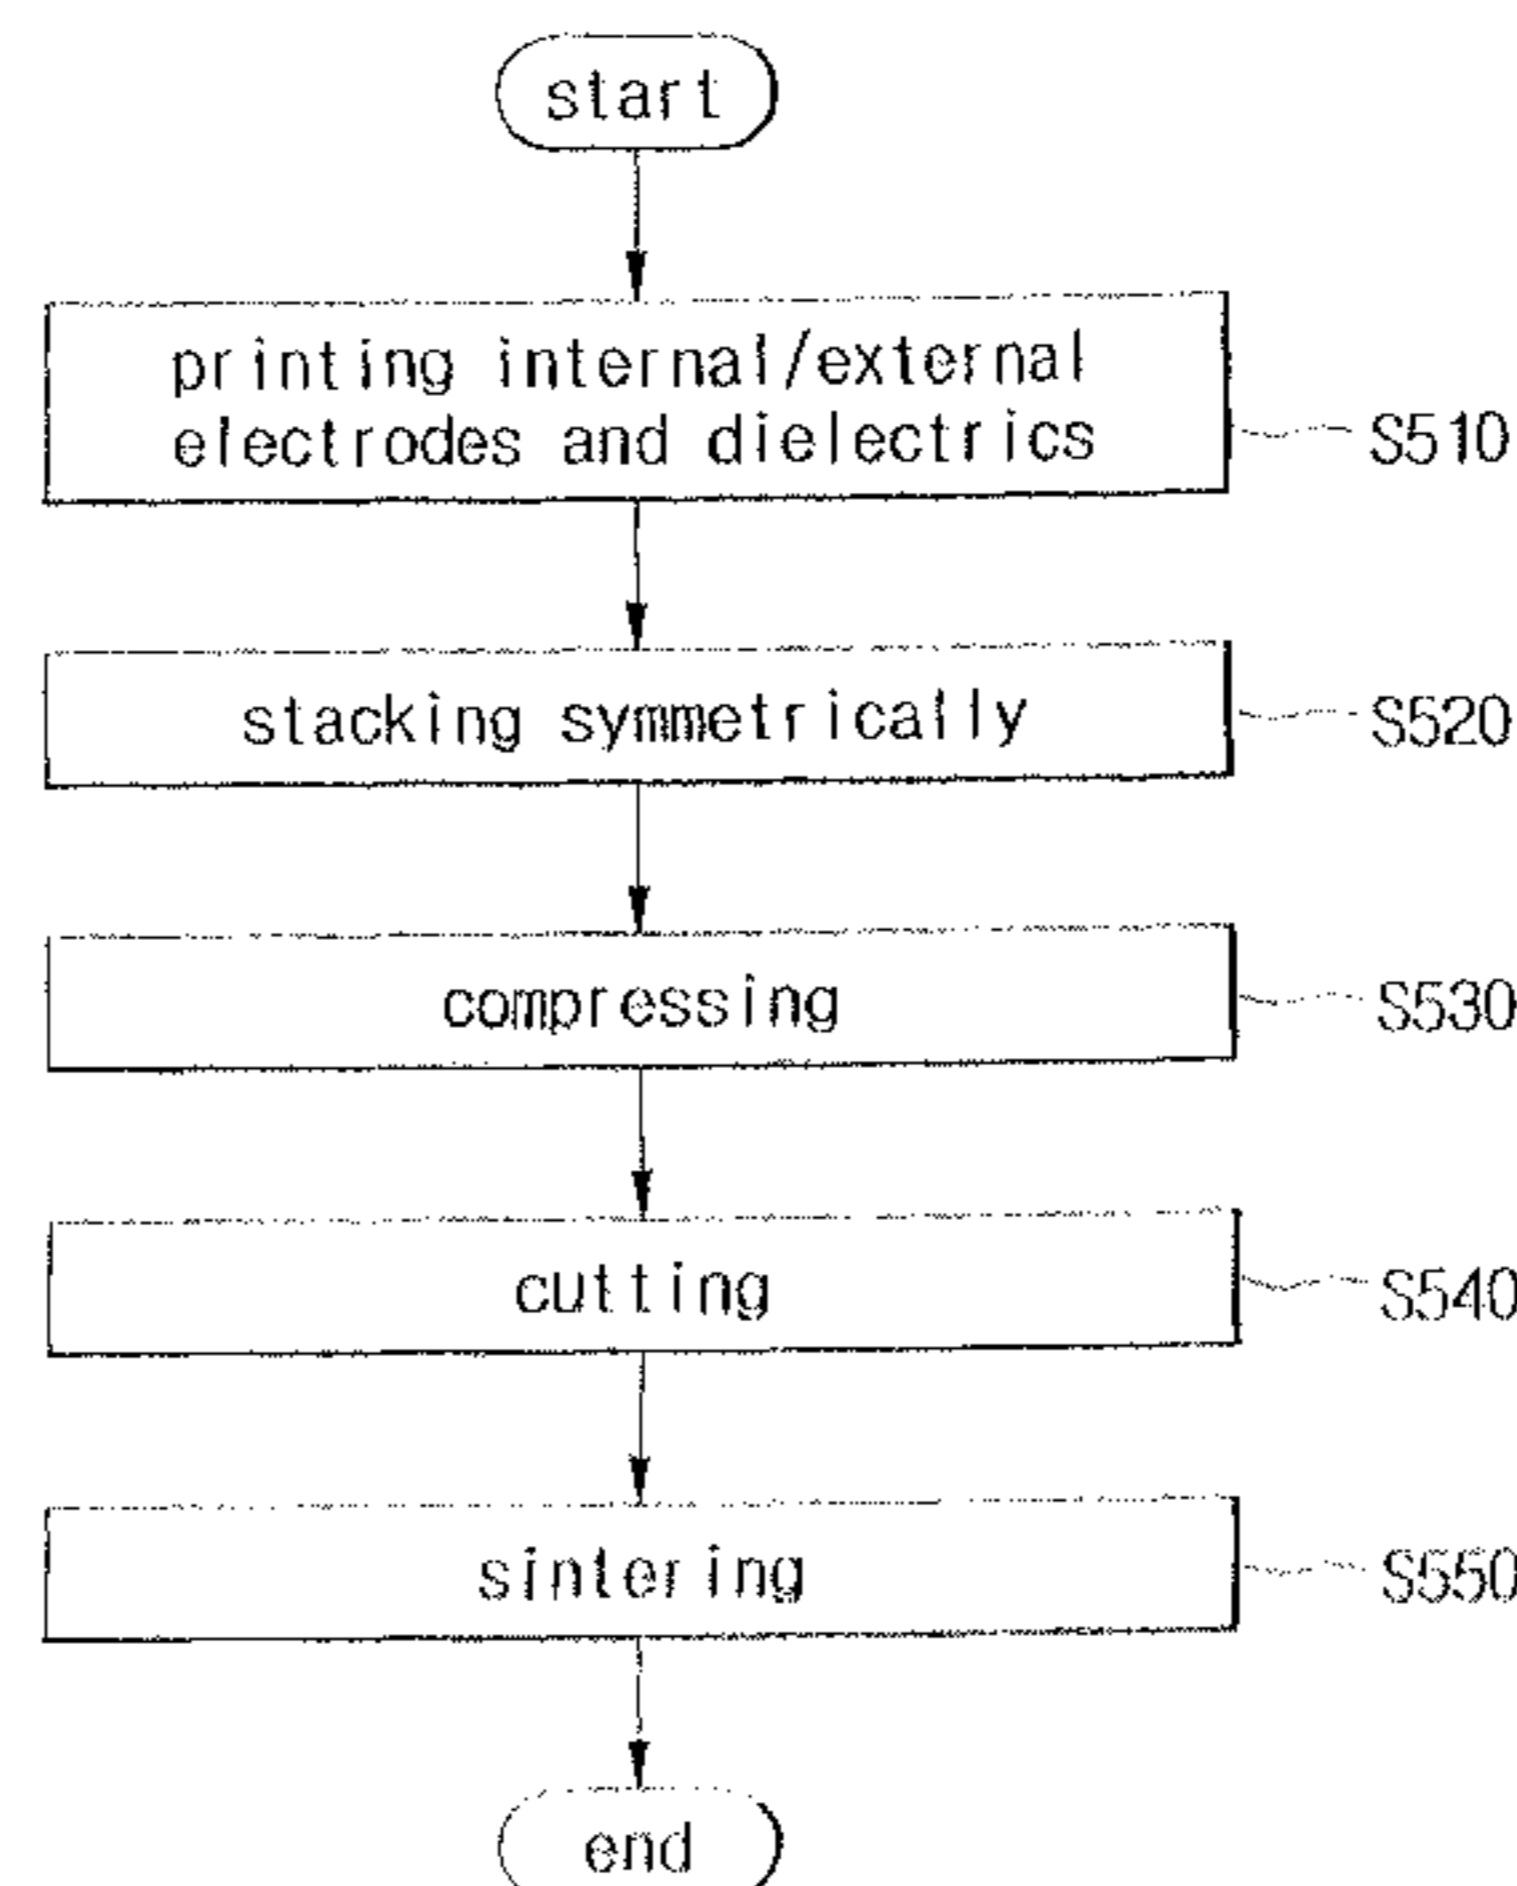 start
printing internal/external
electrodes and dielectrics
S510
stacking symmetrically
S520
compressing
S530
cutting
S540
sintering
S550
end